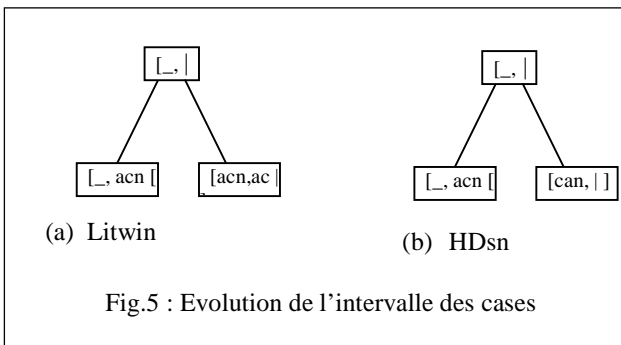 [_, |
[_, |
[_, acn [
[acn,ac |
[_, acn [
[can, | ]
(a) Litwin
(b) HDsn
Fig.5 : Evolution de l'intervalle des cases